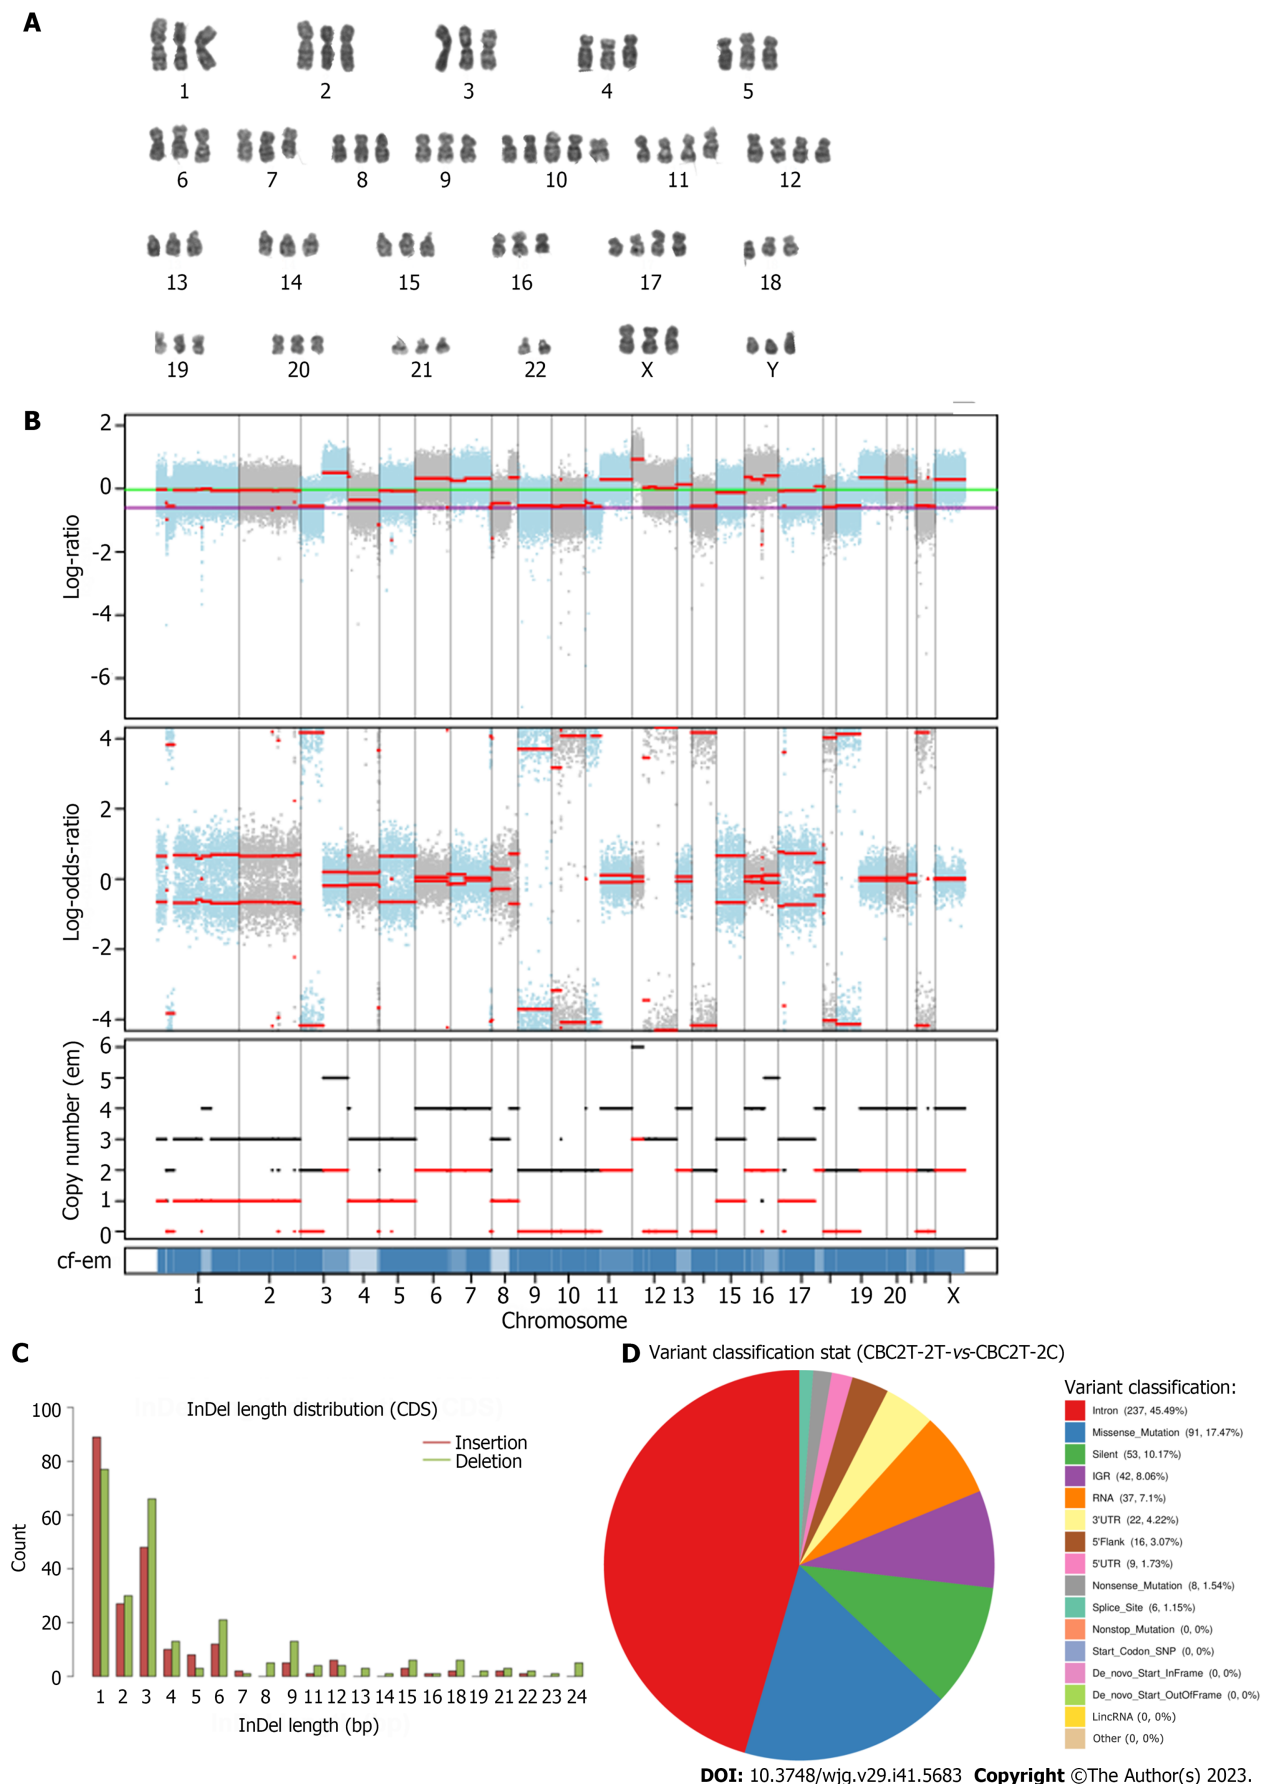 A
1 2 3 4 5
6 7 8 9 10 11 12
13 14 15 16 17 18
19 20 21 22 X Y
B
2
0
-2
-4
-6
Log-ratio
4
2
0
-2
-4
Log-odds-ratio
6
5
4
3
2
1
0
Copy number (em)
cf-em
1 2 3 4 5 6 7 8 9 10 11 12 13 15 16 17 19 20 X
Chromosome
C
InDel length distribution (CDS)
Insertion
Deletion
100
80
60
40
20
0
Count
1 2 3 4 5 6 7 8 9 11 12 13 14 15 16 18 19 21 22 23 24
InDel length (bp)
D Variant classification stat (CBC2T-2T-vs-CBC2T-2C)
Variant classification:
Intron (237, 45.49%)
Missense_Mutation (91, 17.47%)
Silent (53, 10.17%)
IGR (42, 8.06%)
RNA (37, 7.1%)
3'UTR (22, 4.22%)
5'Flank (16, 3.07%)
5'UTR (9, 1.73%)
Nonsense_Mutation (8, 1.54%)
Splice_Site (6, 1.15%)
Nonstop_Mutation (0, 0%)
Start_Codon_SNP (0, 0%)
De_novo_Start_InFrame (0, 0%)
De_novo_Start_OutOfFrame (0, 0%)
LincRNA (0, 0%)
Other (0, 0%)
DOI: 10.3748/wjg.v29.i41.5683 Copyright ©The Author(s) 2023.